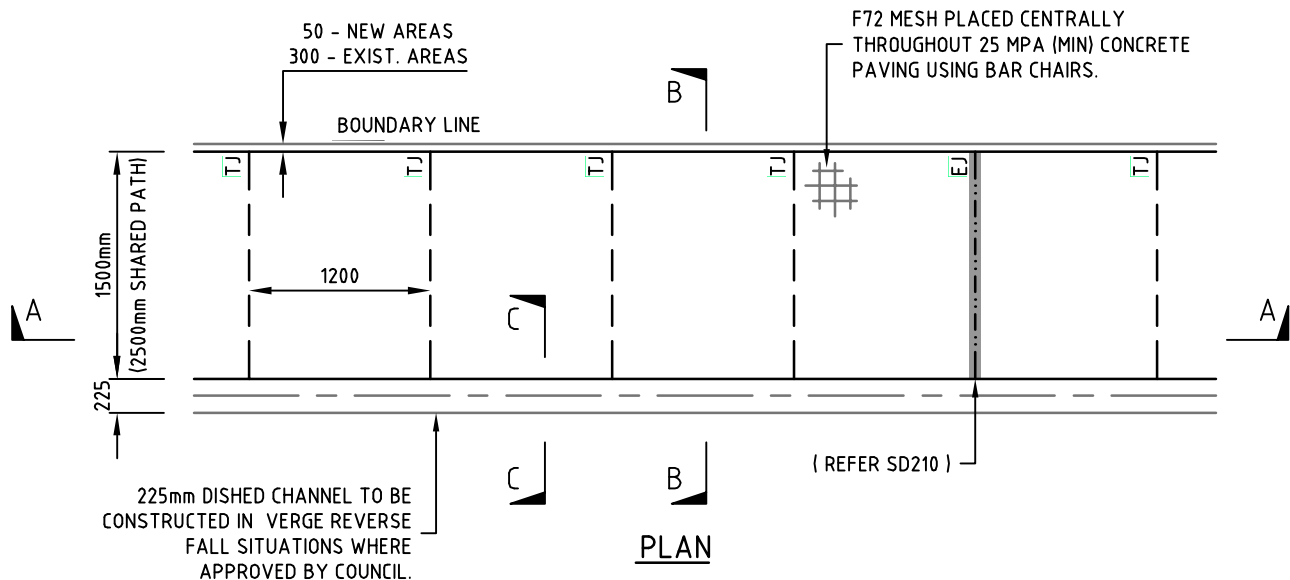 50 - NEW AREAS
300 - EXIST. AREAS
F72 MESH PLACED CENTRALLY
THROUGHOUT 25 MPA (MIN) CONCRETE
PAVING USING BAR CHAIRS.
B
BOUNDARY LINE
TJ
TJ
TJ
TJ
EJ
TJ
1500mm
(2500mm SHARED PATH)
1200
A
C
A
225
C
B
( REFER SD210 )
225mm DISHED CHANNEL TO BE
CONSTRUCTED IN VERGE REVERSE
FALL SITUATIONS WHERE
APPROVED BY COUNCIL.
PLAN